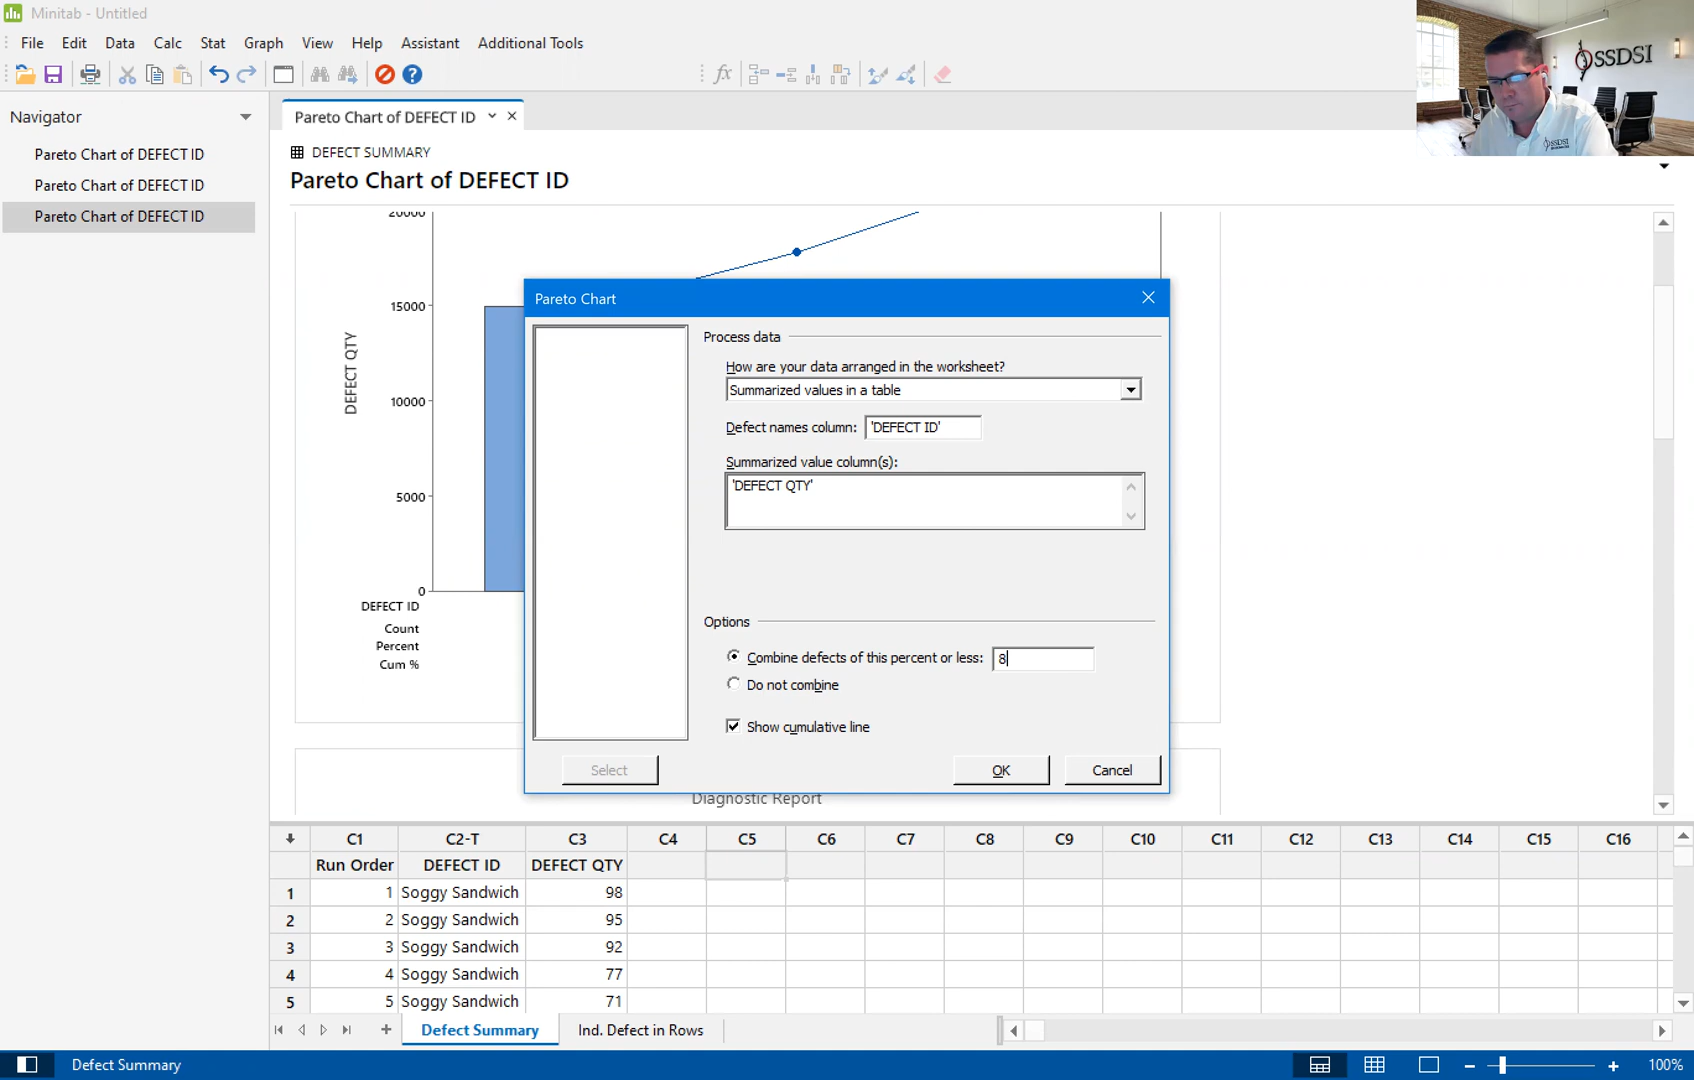 Minitab - Untitled
File Edit Data Calc Stat Graph View Help Assistant Additional Tools
SSDSI
SSDSI
Navigator
Pareto Chart of DEFECT ID
Pareto Chart of DEFECT ID
Pareto Chart of DEFECT ID
Pareto Chart of DEFECT ID
DEFECT SUMMARY
Pareto Chart of DEFECT ID
20000
15000
10000
5000
0
DEFECT QTY
DEFECT ID
Count
Percent
Cum %
Pareto Chart
Process data
How are your data arranged in the worksheet?
Summarized values in a table
Defect names column: 'DEFECT ID'
Summarized value column(s):
'DEFECT QTY'
Options
Combine defects of this percent or less: 8
Do not combine
Show cumulative line
Select OK Cancel
Diagnostic Report
C1 C2-T C3 C4 C5 C6 C7 C8 C9 C10 C11 C12 C13 C14 C15 C16
Run Order DEFECT ID DEFECT QTY
1 1 Soggy Sandwich 98
2 2 Soggy Sandwich 95
3 3 Soggy Sandwich 92
4 4 Soggy Sandwich 77
5 5 Soggy Sandwich 71
Defect Summary Ind. Defect in Rows
Defect Summary 100%